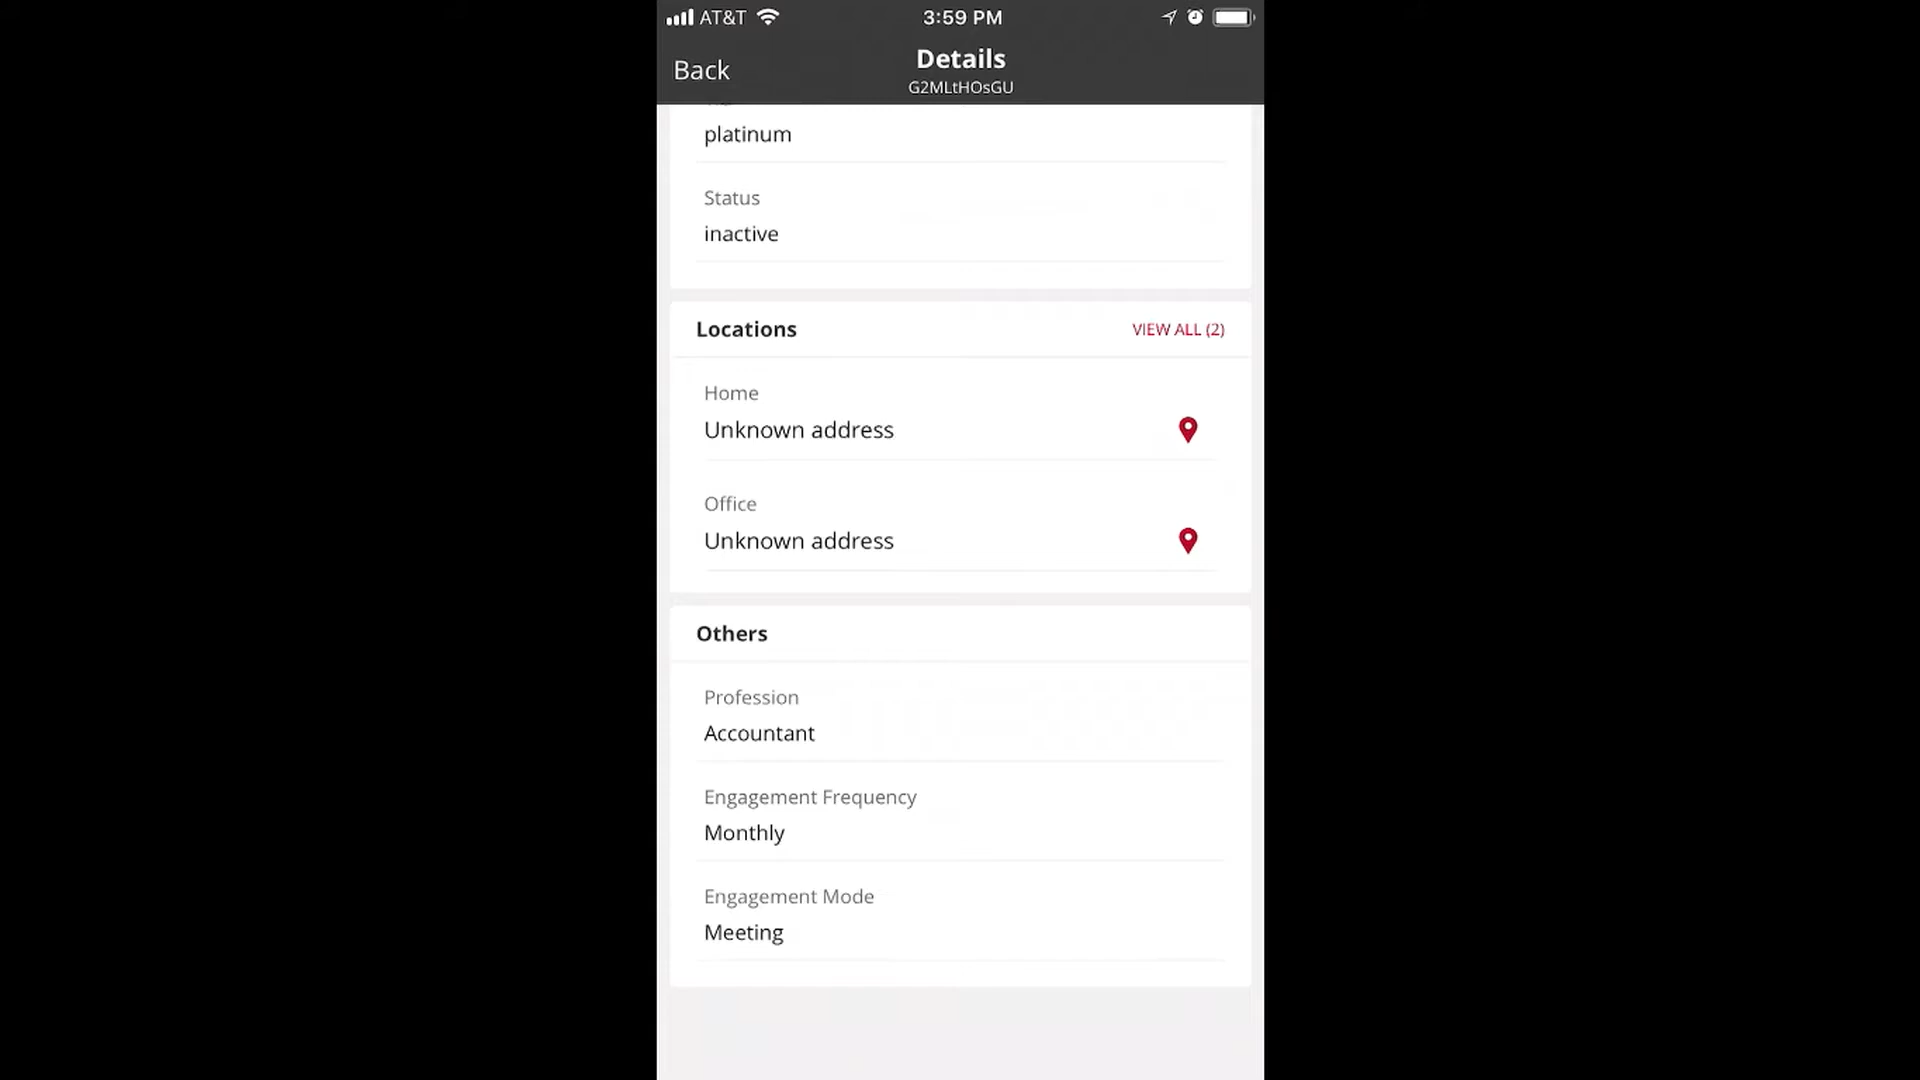 AT&T 3:59 PM
Back
Details
G2MLtHOsGU
platinum
Status
inactive
Locations
VIEW ALL (2)
Home
Unknown address
Office
Unknown address
Others
Profession
Accountant
Engagement Frequency
Monthly
Engagement Mode
Meeting